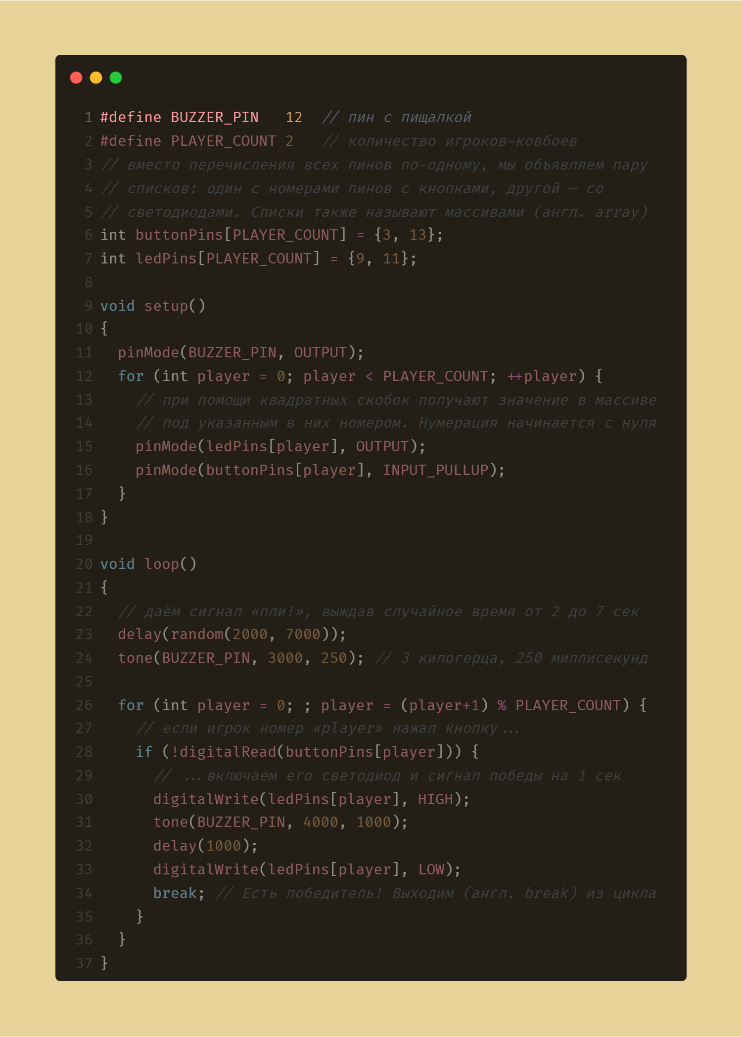 1 #define BUZZER_PIN   12  // пин с пищалкой
2 #define PLAYER_COUNT 2   // количество игроков-ковбоев
3 // вместо перечисления всех пинов по-одному, мы объявляем пару
4 // списков: один с номерами пинов с кнопками, другой — со
5 // светодиодами. Списки также называют массивами (англ. array)
6 int buttonPins[PLAYER_COUNT] = {3, 13};
7 int ledPins[PLAYER_COUNT] = {9, 11};
8
9 void setup()
10 {
11   pinMode(BUZZER_PIN, OUTPUT);
12   for (int player = 0; player < PLAYER_COUNT; ++player) {
13     // при помощи квадратных скобок получают значение в массиве
14     // под указанным в них номером. Нумерация начинается с нуля
15     pinMode(ledPins[player], OUTPUT);
16     pinMode(buttonPins[player], INPUT_PULLUP);
17   }
18 }
19
20 void loop()
21 {
22   // даём сигнал «пли!», выждав случайное время от 2 до 7 сек
23   delay(random(2000, 7000));
24   tone(BUZZER_PIN, 3000, 250); // 3 килогерца, 250 миллисекунд
25
26   for (int player = 0; ; player = (player+1) % PLAYER_COUNT) {
27     // если игрок номер «player» нажал кнопку...
28     if (!digitalRead(buttonPins[player])) {
29       // ...включаем его светодиод и сигнал победы на 1 сек
30       digitalWrite(ledPins[player], HIGH);
31       tone(BUZZER_PIN, 4000, 1000);
32       delay(1000);
33       digitalWrite(ledPins[player], LOW);
34       break; // Есть победитель! Выходим (англ. break) из цикла
35     }
36   }
37 }